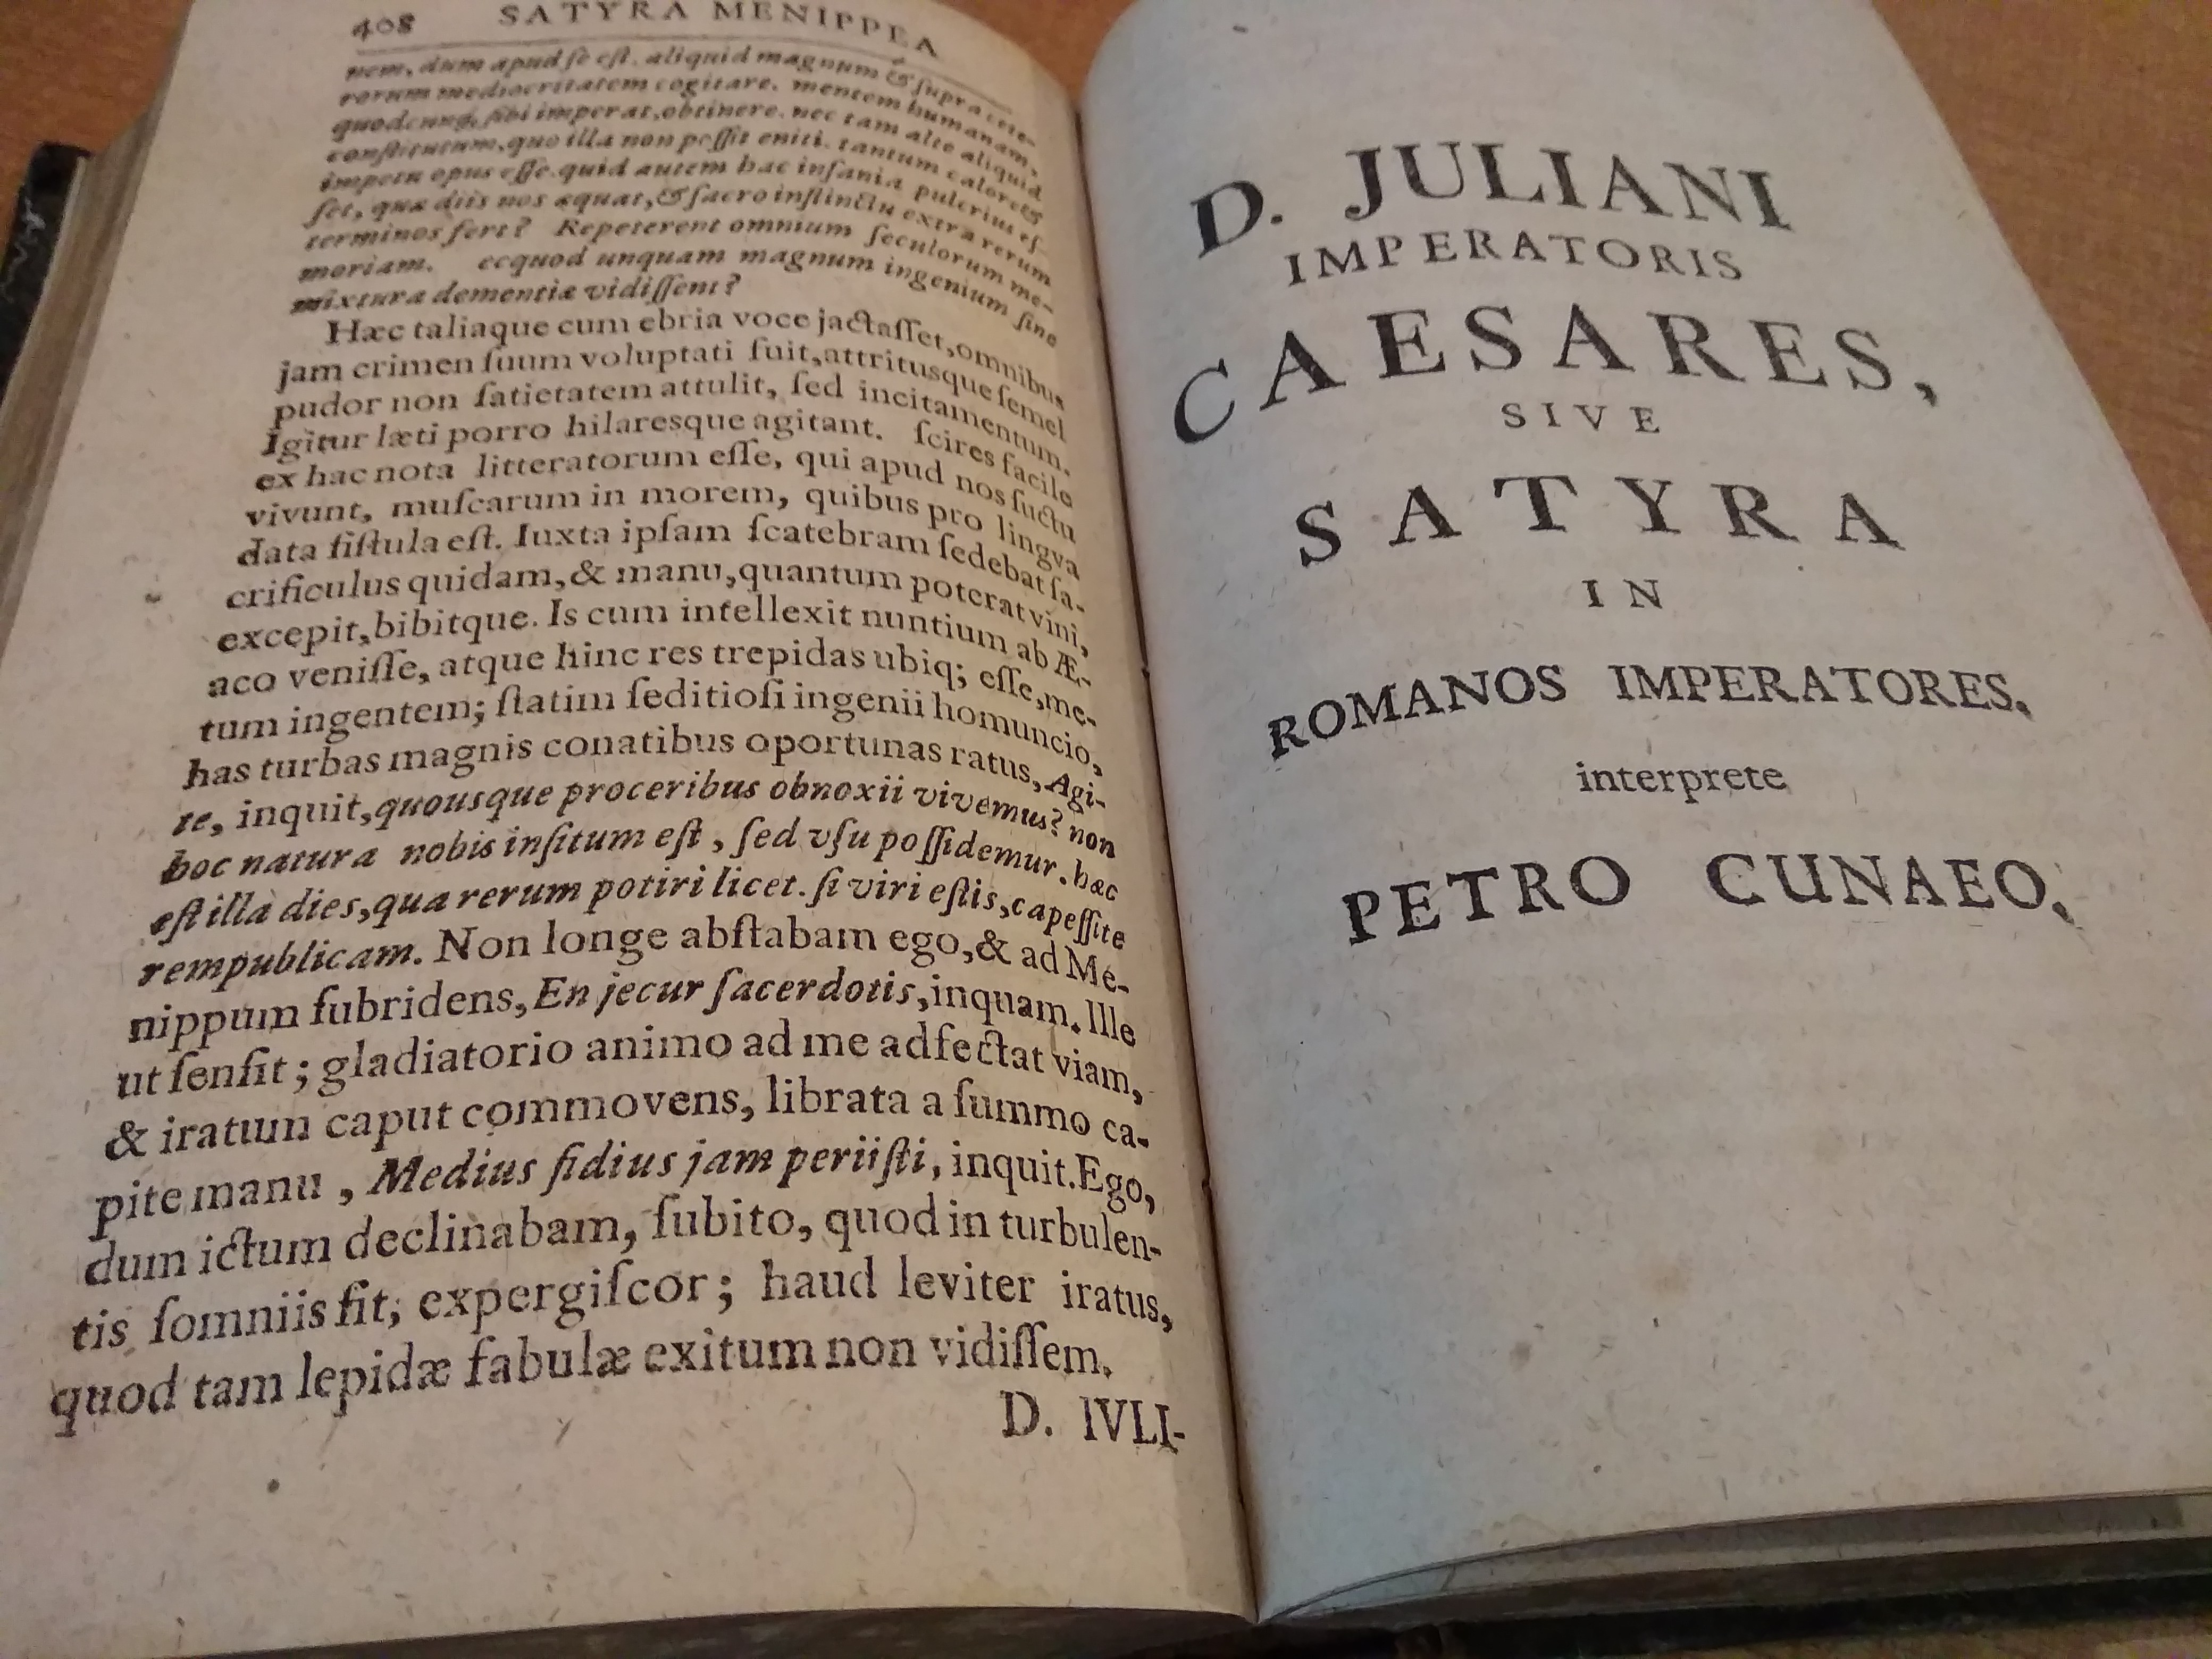 408 SATYRA MENIPPEA
nem, dum apud ſe eſt. aliquid magnum & ſupra cete-
rorum mediocritatem cogitare. mentem humanam,
quodcunq, ſibi imperat, obtinere. nec tam alte aliquid
conſtitutum, quo illa non poſſit eniti. tantum calore &
impetu opus eſſe. quid autem hac inſania pulcrius eſ-
ſet, quæ diis nos æquat, & ſacro inſtinctu extra rerum
terminos fert? Repeterent omnium ſeculorum me-
moriam. ecquod unquam magnum ingenium ſine
mixtura dementiæ vidiſſent?
Hæc taliaque cum ebria voce jactaſſet, omnibus
jam crimen ſuum voluptati fuit, attritusque ſemel
pudor non ſatietatem attulit, ſed incitamentum.
Igitur læti porro hilaresque agitant. ſcires facile
ex hac nota litteratorum eſſe, qui apud nos ſuctu
vivunt, muſcarum in morem, quibus pro lingva
data fiſtula eſt. Iuxta ipſam ſcatebram ſedebat ſa-
crificulus quidam, & manu, quantum poterat vini,
excepit, bibitque. Is cum intellexit nuntium ab Æ-
aco veniſſe, atque hinc res trepidas ubiq; eſſe, me-
tum ingentem; ſtatim ſeditioſi ingenii homuncio,
has turbas magnis conatibus oportunas ratus, Agi-
te, inquit, quousque proceribus obnoxii vivemus? non
hoc natura nobis inſitum eſt, ſed vſu poſſidemur. hæc
eſt illa dies, qua rerum potiri licet. ſi viri eſtis, capeſſite
rempublicam. Non longe abſtabam ego, & ad Me-
nippum ſubridens, En jecur ſacerdotis, inquam. Ille
ut ſenſit; gladiatorio animo ad me adfectat viam,
& iratum caput commovens, librata a ſummo ca-
pite manu, Medius fidius jam periiſti, inquit. Ego,
dum ictum declinabam, ſubito, quod in turbulen-
tis ſomniis fit, expergiſcor; haud leviter iratus,
quod tam lepidæ fabulæ exitum non vidiſſem.
D. IVLI-
D. JULIANI
IMPERATORIS
CAESARES,
SIVE
SATYRA
IN
ROMANOS IMPERATORES,
interprete
PETRO CUNAEO,